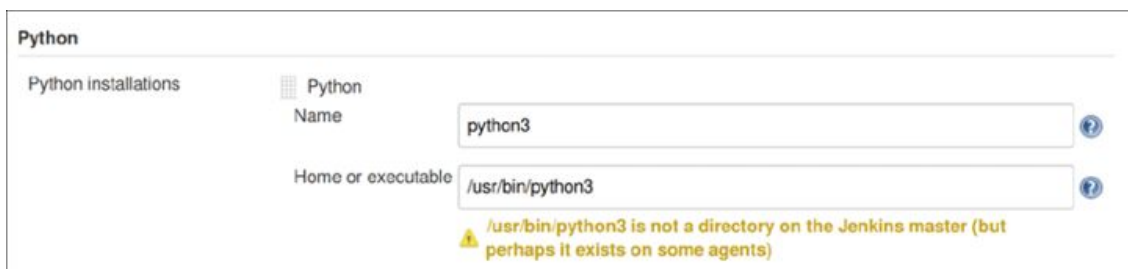 Python
Python installations
Python
Name
python3
Home or executable
/usr/bin/python3
/usr/bin/python3 is not a directory on the Jenkins master (but
perhaps it exists on some agents)